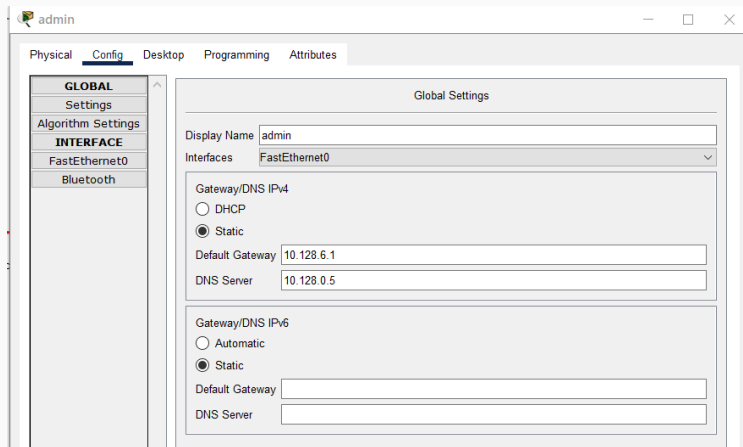 admin
Physical Config Desktop Programming Attributes
GLOBAL
Settings
Algorithm Settings
INTERFACE
FastEthernet0
Bluetooth
Global Settings
Display Name admin
Interfaces FastEthernet0
Gateway/DNS IPv4
DHCP
Static
Default Gateway 10.128.6.1
DNS Server 10.128.0.5
Gateway/DNS IPv6
Automatic
Static
Default Gateway
DNS Server